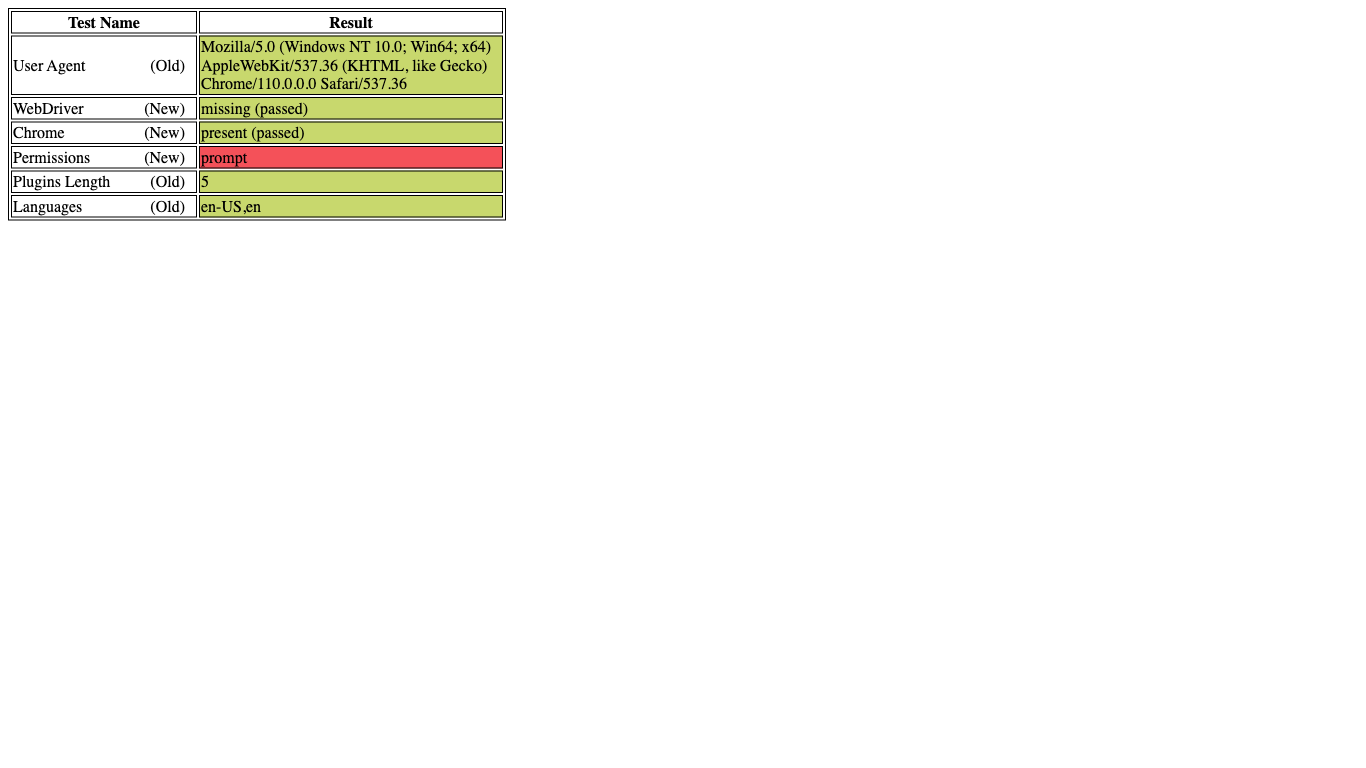 Test Name Result
User Agent (Old) Mozilla/5.0 (Windows NT 10.0; Win64; x64)
AppleWebKit/537.36 (KHTML, like Gecko)
Chrome/110.0.0.0 Safari/537.36
WebDriver (New) missing (passed)
Chrome (New) present (passed)
Permissions (New) prompt
Plugins Length (Old) 5
Languages (Old) en-US,en